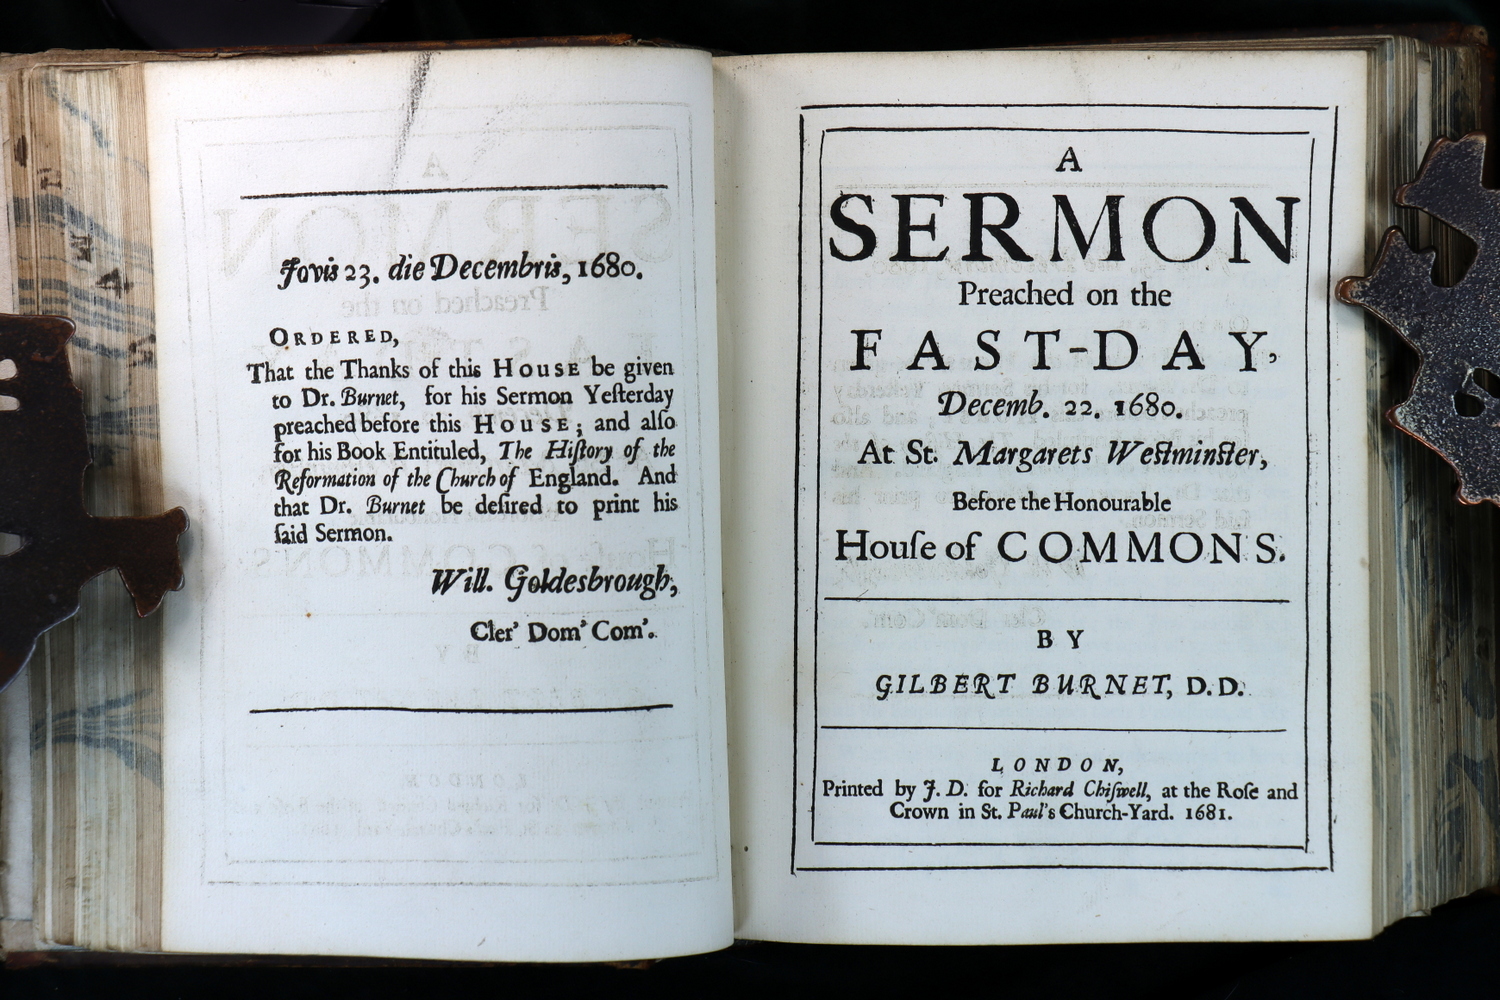 Jovis 23. die Decembris, 1680.
ORDERED,
That the Thanks of this HOUSE be given
to Dr. Burnet, for his Sermon Yeſterday
preached before this HOUSE; and alſo
for his Book Entituled, The Hiſtory of the
Reformation of the Church of England. And
that Dr. Burnet be deſired to print his
ſaid Sermon.
Will. Goldesbrough,
Cler' Dom' Com'.
A
SERMON
Preached on the
FAST-DAY,
Decemb. 22. 1680.
At St. Margarets Weſtminſter,
Before the Honourable
Houſe of COMMONS.
BY
GILBERT BURNET, D.D.
LONDON,
Printed by J. D. for Richard Chiſwell, at the Roſe and
Crown in St. Paul's Church-Yard. 1681.